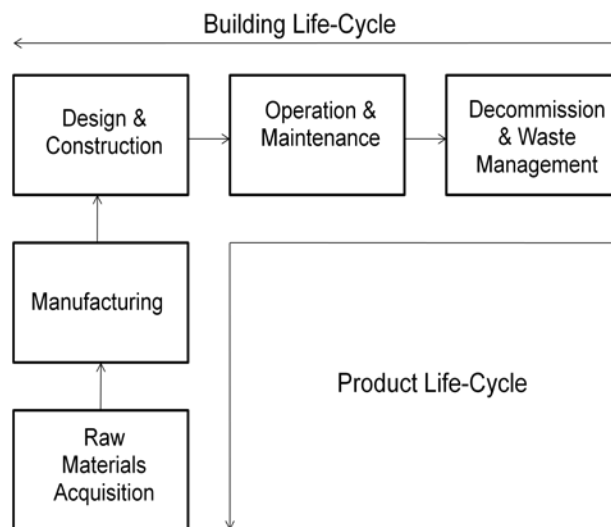 Building Life-Cycle
Design &
Construction
Operation &
Maintenance
Decommission
& Waste
Management
Manufacturing
Product Life-Cycle
Raw
Materials
Acquisition